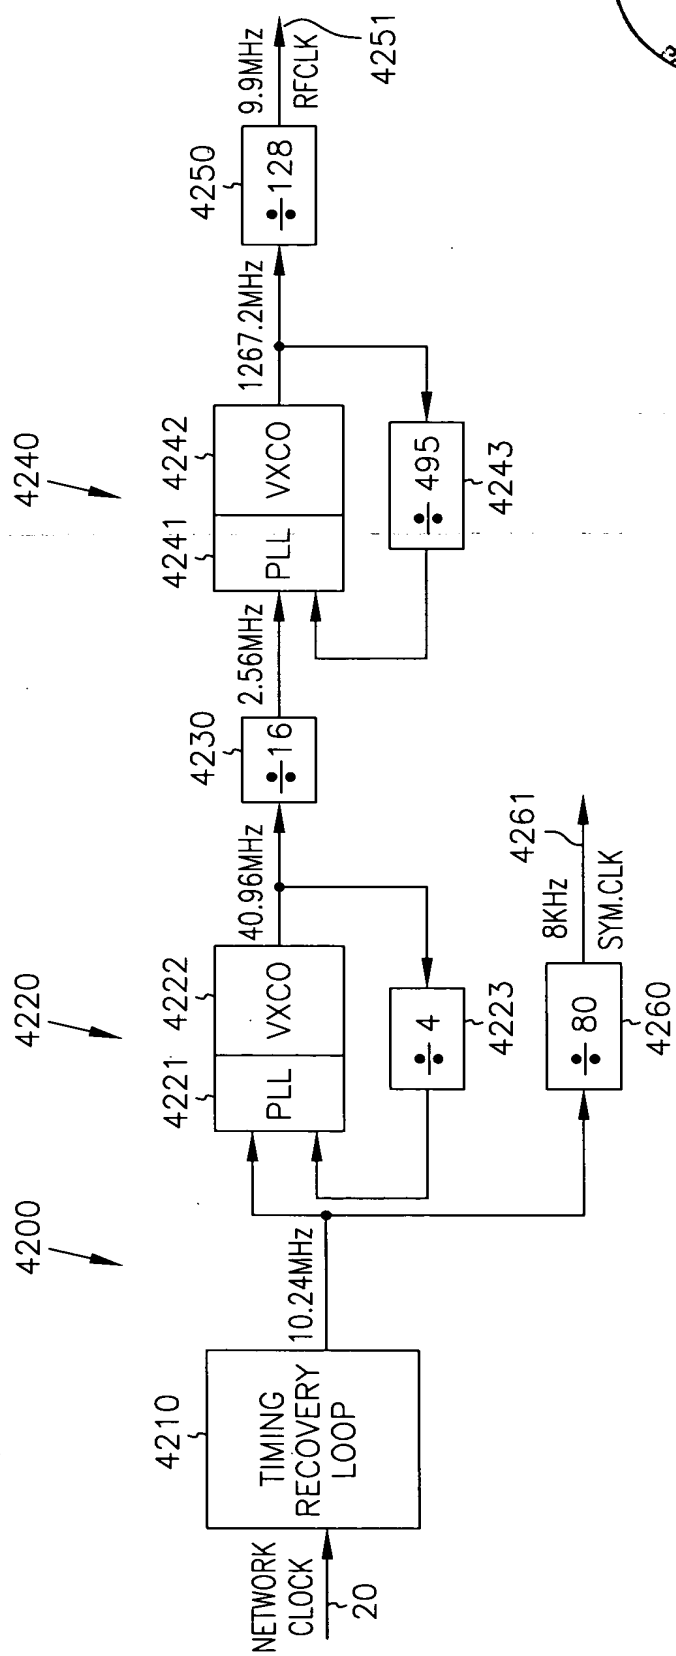 4200
NETWORK
CLOCK
20
4210
TIMING
RECOVERY
LOOP
10.24MHz
4220
4221
4222
PLL
VXCO
÷ 4
4223
40.96MHz
÷ 80
4260
8KHz
SYM.CLK
4261
4230
÷ 16
2.56MHz
4240
4241
4242
PLL
VXCO
÷ 495
4243
1267.2MHz
4250
÷ 128
9.9MHz
RFCLK
4251